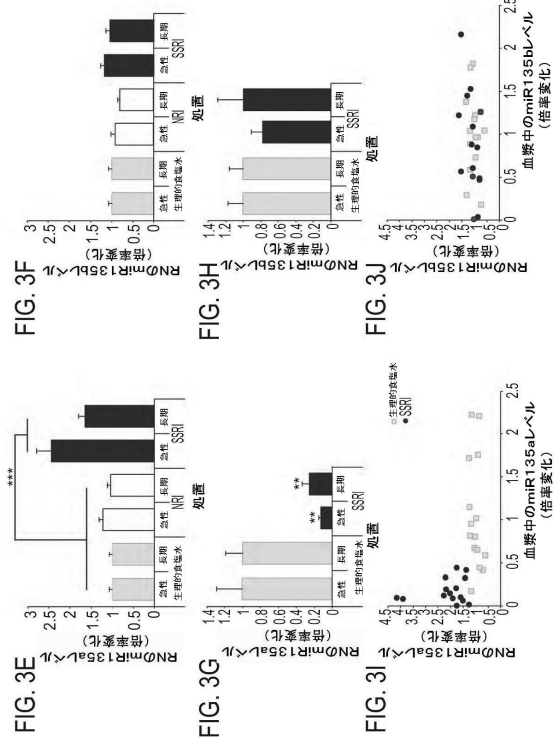 FIG. 3E
RNのmiR135aレベル
(倍率変化)
3
2.5
2
1.5
1
0.5
0
***
急性
長期
急性
長期
急性
長期
生理的食塩水
NRI
SSRI
処置
FIG. 3F
RNのmiR135bレベル
(倍率変化)
3
2.5
2
1.5
1
0.5
0
急性
長期
急性
長期
急性
長期
生理的食塩水
NRI
SSRI
処置
FIG. 3G
RNのmiR135aレベル
(倍率変化)
1.4
1.2
1
0.8
0.6
0.4
0.2
0
**
**
急性
長期
急性
長期
生理的食塩水
SSRI
処置
FIG. 3H
RNのmiR135bレベル
(倍率変化)
1.4
1.2
1
0.8
0.6
0.4
0.2
0
急性
長期
急性
長期
生理的食塩水
SSRI
処置
FIG. 3I
RNのmiR135aレベル
(倍率変化)
4.5
4
3.5
3
2.5
2
1.5
1
0.5
0
0
0.5
1
1.5
2
2.5
生理的食塩水
SSRI
血漿中のmiR135aレベル
(倍率変化)
FIG. 3J
RNのmiR135bレベル
(倍率変化)
4.5
4
3.5
3
2.5
2
1.5
1
0.5
0
0
0.5
1
1.5
2
2.5
血漿中のmiR135bレベル
(倍率変化)